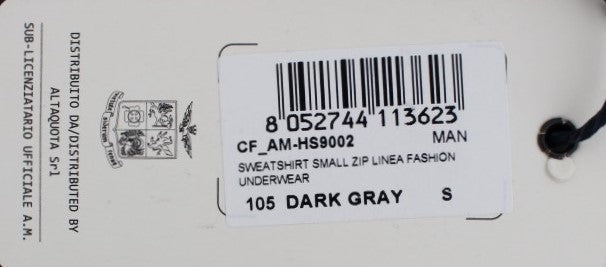 DISTRIBUITO DA/DISTRIBUTED BY
ALTAQUOTA Srl
SUB-LICENZIATARIO UFFICIALE A.M.
8 052744 113623
CF_AM-HS9002 MAN
SWEATSHIRT SMALL ZIP LINEA FASHION
UNDERWEAR
105 DARK GRAY S